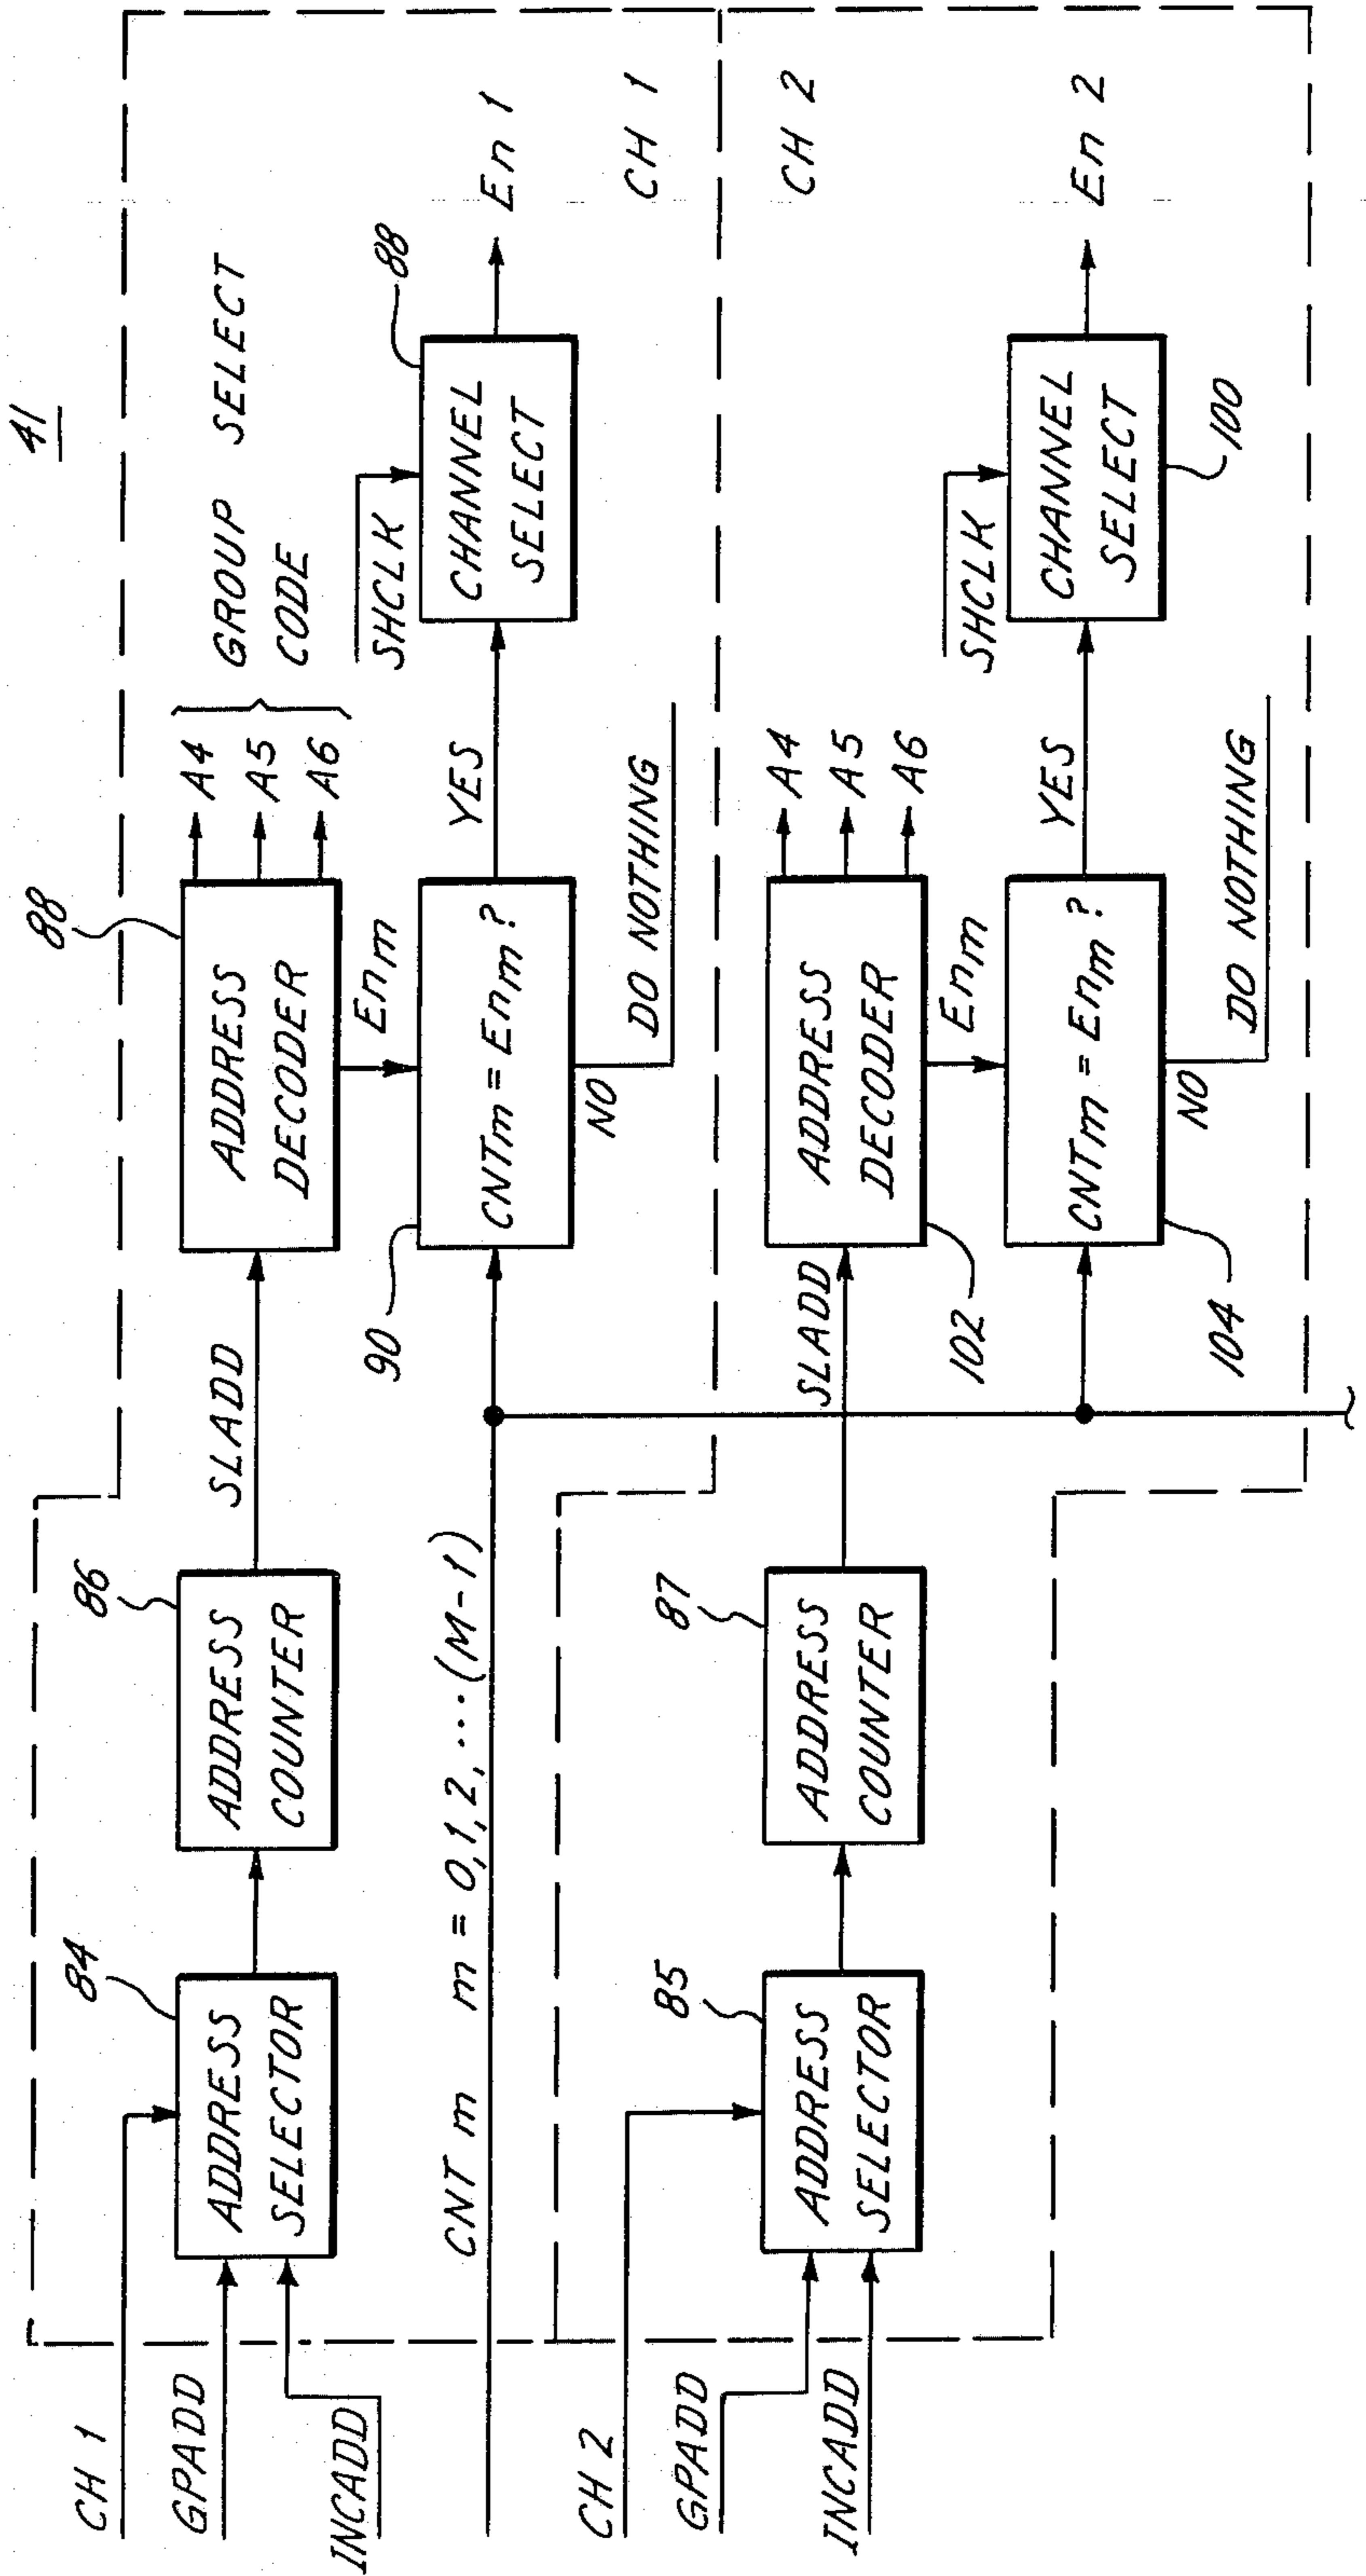 41
CH 1
GPADD
INCADD
84
ADDRESS
SELECTOR
86
ADDRESS
COUNTER
SLADD
88
ADDRESS
DECODER
A4
A5
A6
GROUP SELECT
CODE
Enm
CNT m m = 0,1,2, ... (M-1)
90
CNTm = Enm ?
YES
NO
DO NOTHING
SHCLK
88
CHANNEL
SELECT
En 1
CH 1
CH 2
GPADD
INCADD
85
ADDRESS
SELECTOR
87
ADDRESS
COUNTER
SLADD
102
ADDRESS
DECODER
A4
A5
A6
Enm
104
CNTm = Enm ?
YES
NO
DO NOTHING
SHCLK
100
CHANNEL
SELECT
En 2
CH 2